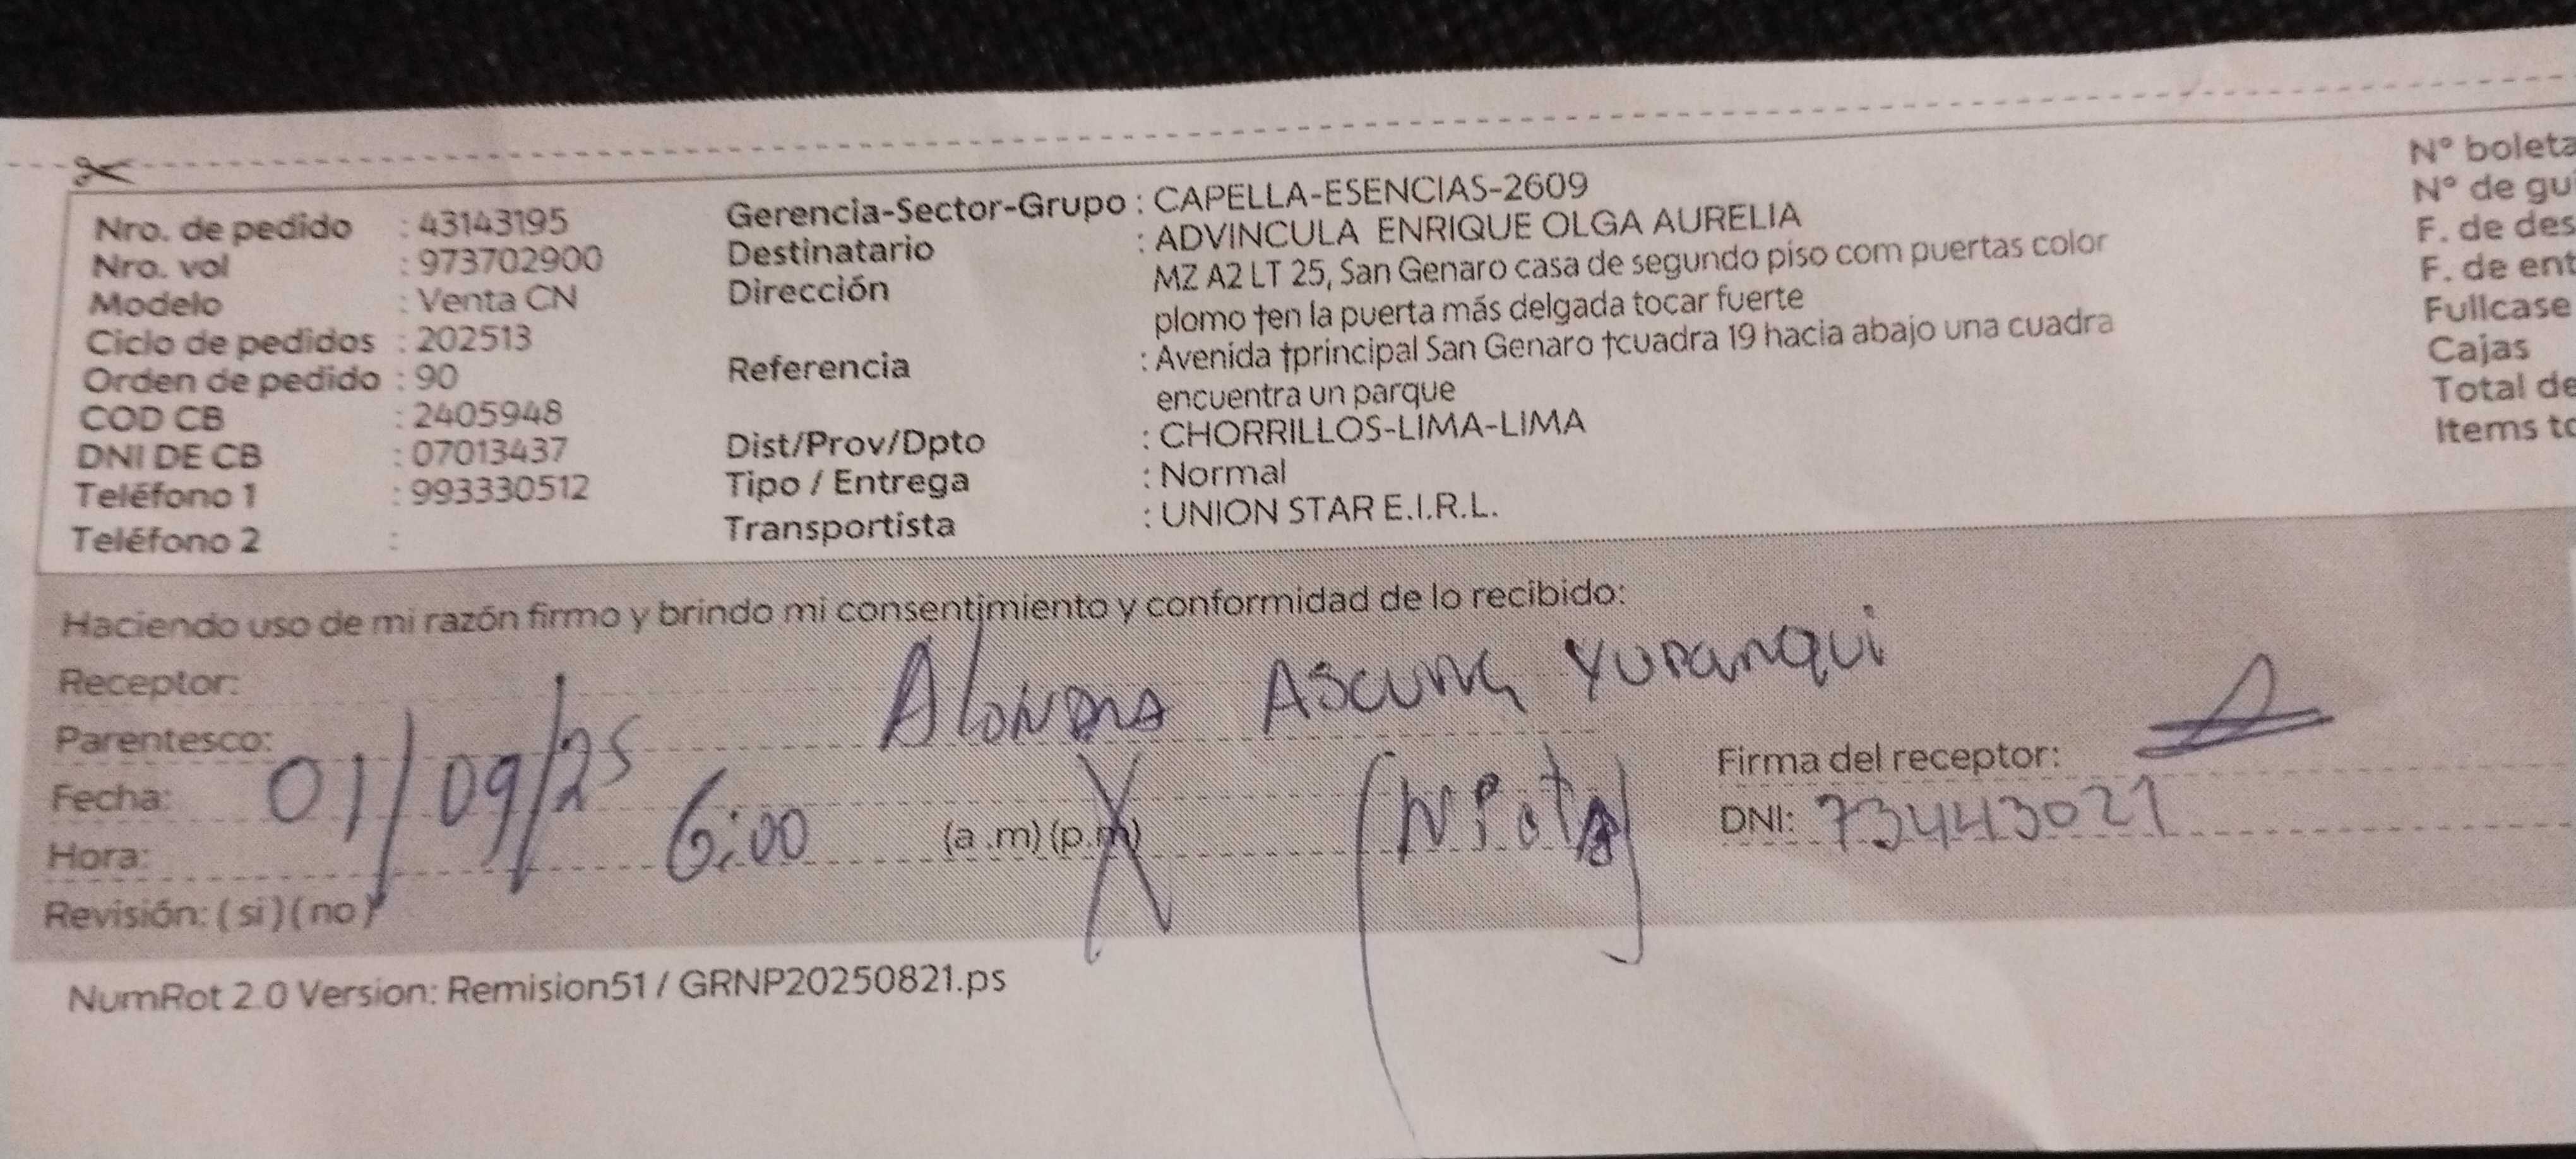 Nro. de pedido : 43143195
Nro. vol : 973702900
Modelo : Venta CN
Ciclo de pedidos : 202513
Orden de pedido : 90
COD CB : 2405948
DNI DE CB : 07013437
Teléfono 1 : 993330512
Teléfono 2 :
Gerencia-Sector-Grupo : CAPELLA-ESENCIAS-2609
Destinatario : ADVINCULA ENRIQUE OLGA AURELIA
Dirección MZ A2 LT 25, San Genaro casa de segundo piso com puertas color
plomo †en la puerta más delgada tocar fuerte
Referencia : Avenida †principal San Genaro †cuadra 19 hacia abajo una cuadra
encuentra un parque
Dist/Prov/Dpto : CHORRILLOS-LIMA-LIMA
Tipo / Entrega : Normal
Transportista : UNION STAR E.I.R.L.
N° boleta
N° de gui
F. de des
F. de ent
Fullcase
Cajas
Total de
Items to
Haciendo uso de mi razón firmo y brindo mi consentimiento y conformidad de lo recibido:
Receptor: Ascurra Yupanqui
Parentesco:
Fecha: 01/09/25
Hora: 6:00 (a .m) (p.m)
Revisión: ( si ) ( no )
Firma del receptor:
DNI: 73443021
NumRot 2.0 Version: Remision51 / GRNP20250821.ps